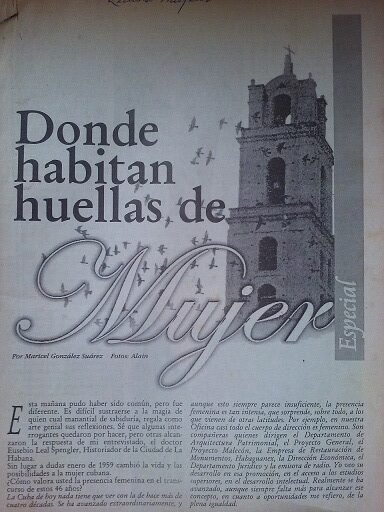 Donde
habitan
huellas de
Mujer
Especial
Por Maricel González Suárez Fotos: Alain
Esta mañana pudo haber sido común, pero fue
diferente. Es difícil sustraerse a la magia de
quien cual manantial de sabiduría, regala como
arte genial sus reflexiones. Sé que algunas inte-
rrogantes quedaron por hacer, pero otras alcan-
zaron la respuesta de mi entrevistado, el doctor
Eusebio Leal Spengler, Historiador de la Ciudad de La
Habana.
Sin lugar a dudas enero de 1959 cambió la vida y las
posibilidades a la mujer cubana.
¿Cómo valora usted la presencia femenina en el trans-
curso de estos 46 años?
La Cuba de hoy nada tiene que ver con la de hace más de
cuatro décadas. Se ha avanzado extraordinariamente, y
aunque esto siempre parece insuficiente, la presencia
femenina es tan intensa, que sorprende, sobre todo, a los
que vienen de otras latitudes. Por ejemplo, en nuestra
Oficina casi todo el cuerpo de dirección es femenino. Son
compañeras quienes dirigen el Departamento de
Arquitectura Patrimonial, el Proyecto General, el
Proyecto Malecón, la Empresa de Restauración de
Monumentos, Habaguanex, la Dirección Económica, el
Departamento Jurídico y la emisora de radio. Yo veo su
desarrollo en esa promoción, en el acceso a los estudios
superiores, en el desarrollo intelectual. Realmente se ha
avanzado, aunque siempre falta más para alcanzar ese
concepto, en cuanto a oportunidades me refiero, de la
plena igualdad.